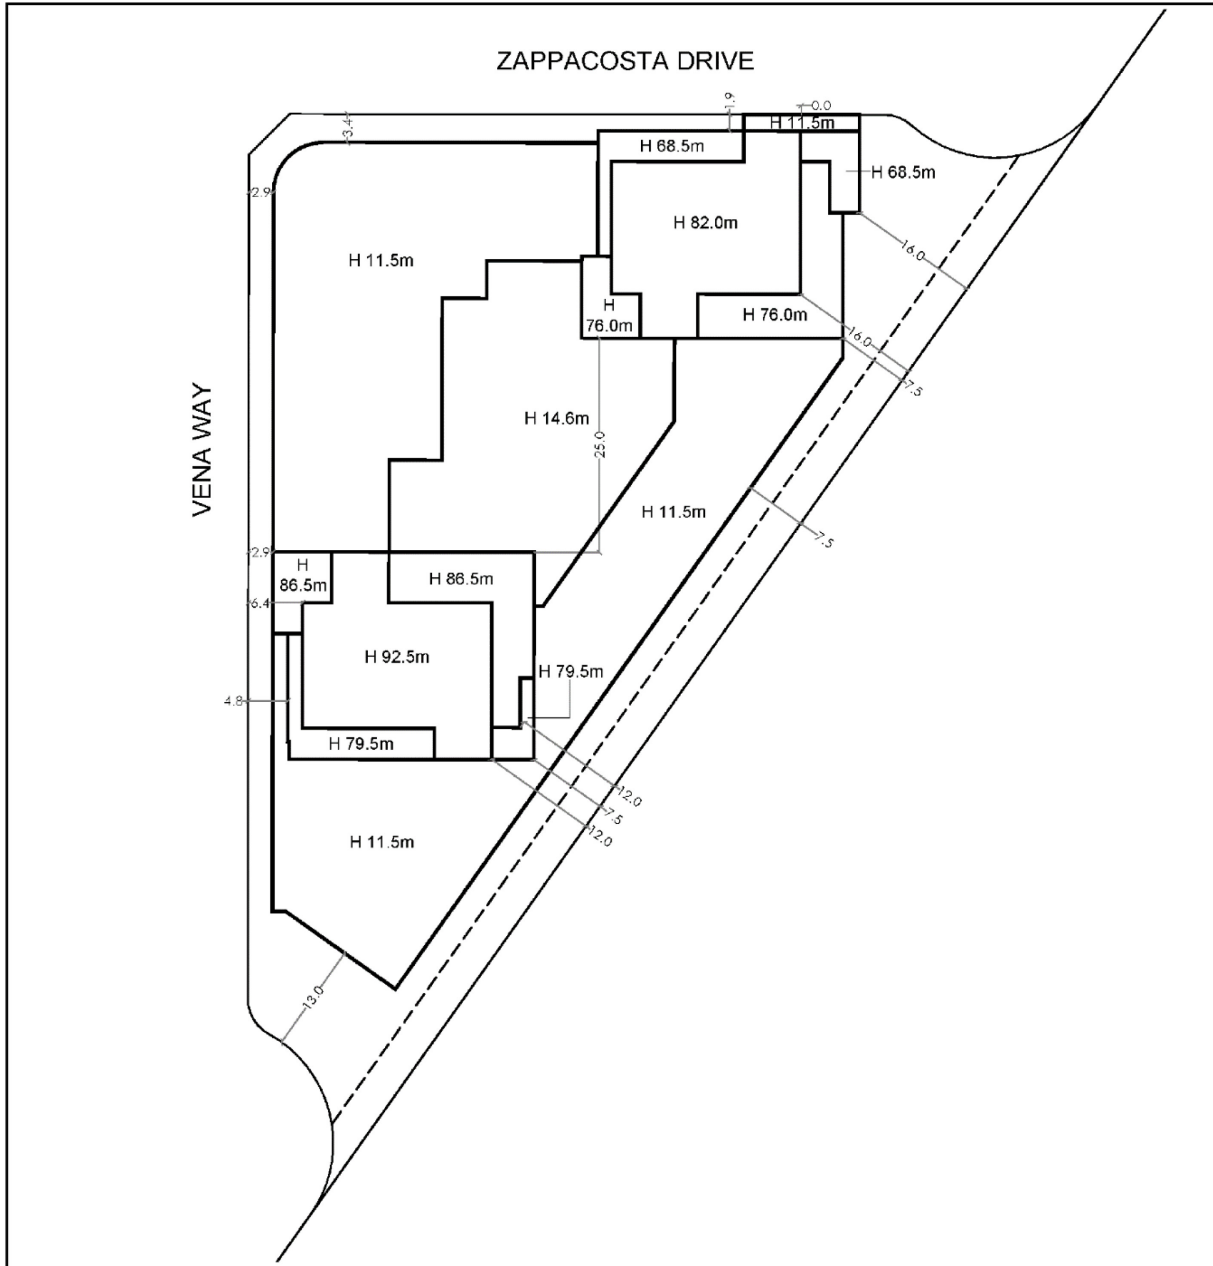 ZAPPACOSTA DRIVE
1.9
0.0
3.4
H 11.5m
H 68.5m
H 68.5m
2.9
H 82.0m
16.0
H 11.5m
H
76.0m
H 76.0m
16.0
7.5
VENA WAY
H 14.6m
25.0
H 11.5m
7.5
2.9
H
86.5m
H 86.5m
6.4
H 92.5m
H 79.5m
4.8
H 79.5m
12.0
7.5
12.0
H 11.5m
13.0